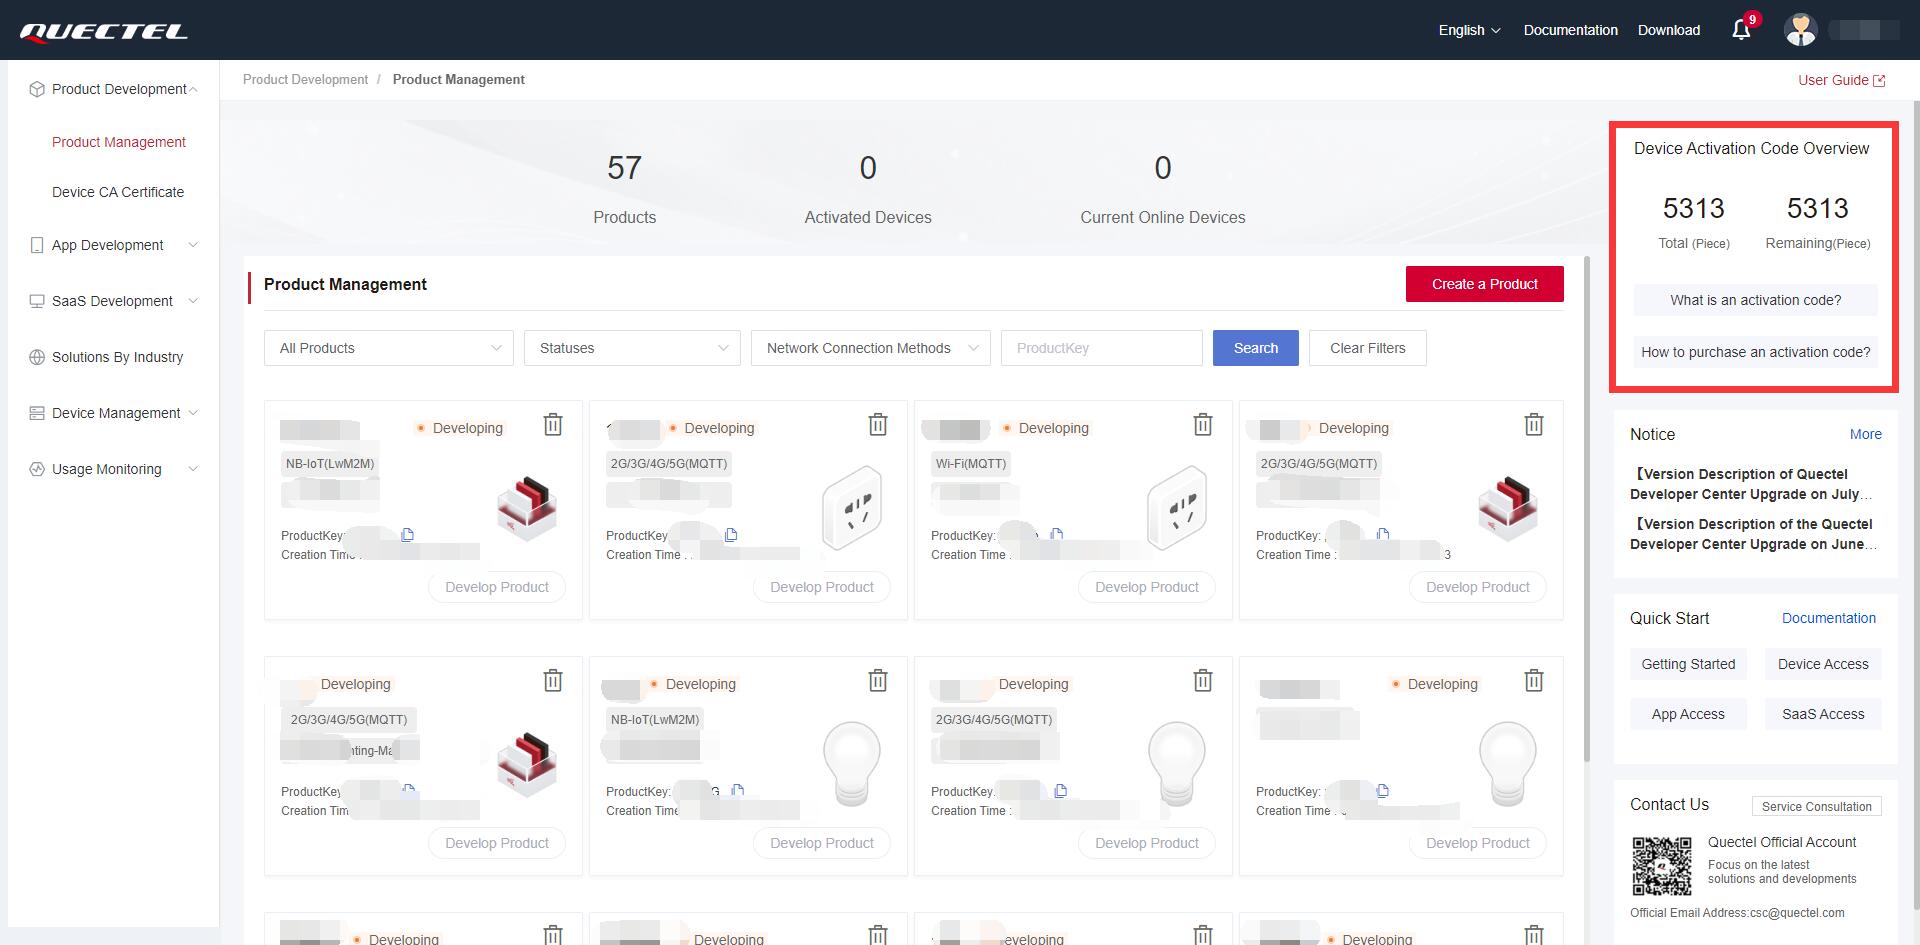 QUECTEL
English
Documentation
Download
9
Product Development
Product Management
Device CA Certificate
App Development
SaaS Development
Solutions By Industry
Device Management
Usage Monitoring
Product Development / Product Management
User Guide
57
Products
0
Activated Devices
0
Current Online Devices
Device Activation Code Overview
5313
Total (Piece)
5313
Remaining(Piece)
What is an activation code?
How to purchase an activation code?
Product Management
Create a Product
All Products
Statuses
Network Connection Methods
ProductKey
Search
Clear Filters
Developing
NB-IoT(LwM2M)
ProductKey:
Creation Time
Develop Product
Developing
2G/3G/4G/5G(MQTT)
ProductKey
Creation Time :
Develop Product
Developing
Wi-Fi(MQTT)
ProductKey:
Creation Time :
Develop Product
Developing
2G/3G/4G/5G(MQTT)
ProductKey:
Creation Time : 3
Develop Product
Developing
2G/3G/4G/5G(MQTT)
nting-Ma
ProductKey
Creation Tim
Develop Product
Developing
NB-IoT(LwM2M)
ProductKey: G
Creation Time
Develop Product
Developing
2G/3G/4G/5G(MQTT)
ProductKey:
Creation Time :
Develop Product
Developing
ProductKey:
Creation Time :
Develop Product
Developing
Developing
eveloping
Developing
Notice
More
【Version Description of Quectel
Developer Center Upgrade on July...
【Version Description of the Quectel
Developer Center Upgrade on June...
Quick Start
Documentation
Getting Started
Device Access
App Access
SaaS Access
Contact Us
Service Consultation
Quectel Official Account
Focus on the latest
solutions and developments
Official Email Address:csc@quectel.com